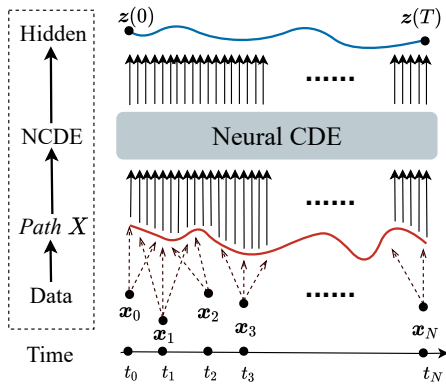 z(0)
z(T)
Hidden
NCDE
Neural CDE
Path X
Data
x0
x1
x2
x3
xN
Time
t0
t1
t2
t3
tN